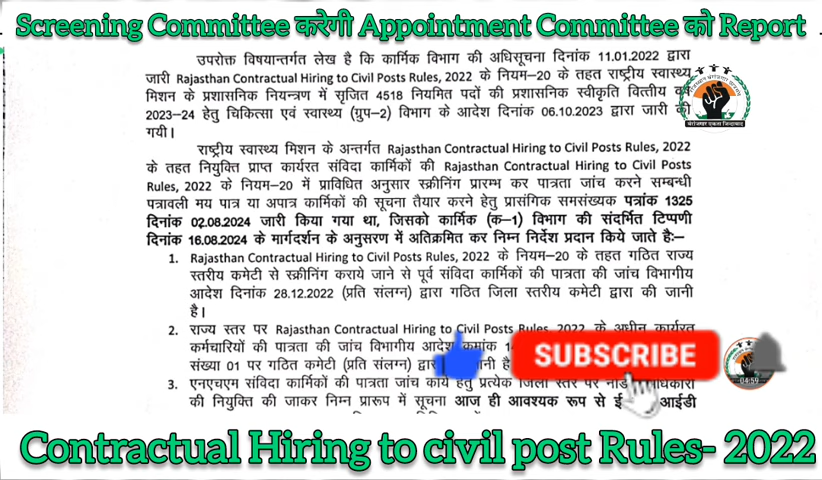 Screening Committee करेगी Appointment Committee को Report
उपरोक्त विषयान्तर्गत लेख है कि कार्मिक विभाग की अधिसूचना दिनांक 11.01.2022 द्वारा
जारी Rajasthan Contractual Hiring to Civil Posts Rules, 2022 के नियम-20 के तहत राष्ट्रीय स्वास्थ्य
मिशन के प्रशासनिक नियन्त्रण में सृजित 4518 नियमित पदों की प्रशासनिक स्वीकृति वित्तीय
2023-24 हेतु चिकित्सा एवं स्वास्थ्य (ग्रुप-2) विभाग के आदेश दिनांक 06.10.2023 द्वारा जारी की
गयी।
राष्ट्रीय स्वास्थ्य मिशन के अन्तर्गत Rajasthan Contractual Hiring to Civil Posts Rules, 2022
के तहत नियुक्ति प्राप्त कार्यरत संविदा कार्मिकों की Rajasthan Contractual Hiring to Civil Posts
Rules, 2022 के नियम-20 में प्राविधित अनुसार स्क्रीनिंग प्रारम्भ कर पात्रता जांच करने सम्बन्धी
पत्रावली मय पात्र या अपात्र कार्मिकों की सूचना तैयार करने हेतु प्रासंगिक समसंख्यक पत्रांक 1325
दिनांक 02.08.2024 जारी किया गया था, जिसको कार्मिक (क-1) विभाग की संदर्भित टिप्पणी
दिनांक 16.08.2024 के मार्गदर्शन के अनुसरण में अतिक्रमित कर निम्न निर्देश प्रदान किये जाते है:–
1. Rajasthan Contractual Hiring to Civil Posts Rules, 2022 के नियम-20 के तहत गठित राज्य
स्तरीय कमेटी से स्क्रीनिंग कराये जाने से पूर्व संविदा कार्मिकों की पात्रता की जांच विभागीय
आदेश दिनांक 28.12.2022 (प्रति संलग्न) द्वारा गठित जिला स्तरीय कमेटी द्वारा की जानी
है।
2. राज्य स्तर पर Rajasthan Contractual Hiring to Civil Posts Rules, 2022 के अधीन कार्यरत
कर्मचारियों की पात्रता की जांच विभागीय आदेश क्रमांक
संख्या 01 पर गठित कमेटी (प्रति संलग्न)
SUBSCRIBE
04:59
3. एनएचएम संविदा कार्मिकों की पात्रता जांच कार्य हेतु प्रत्येक जिला स्तर पर
की नियुक्ति की जाकर निम्न प्रारूप में सूचना आज ही आवश्यक रूप से आईडी
Contractual Hiring to civil post Rules- 2022